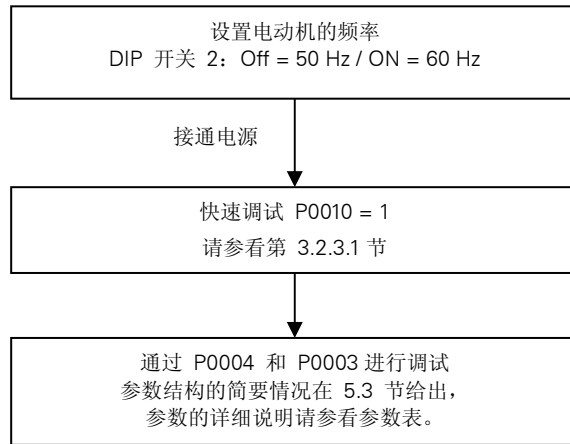 设置电动机的频率
DIP 开关 2：Off = 50 Hz / ON = 60 Hz
接通电源
快速调试 P0010 = 1
请参看第 3.2.3.1 节
通过 P0004 和 P0003 进行调试
参数结构的简要情况在 5.3 节给出，
参数的详细说明请参看参数表。